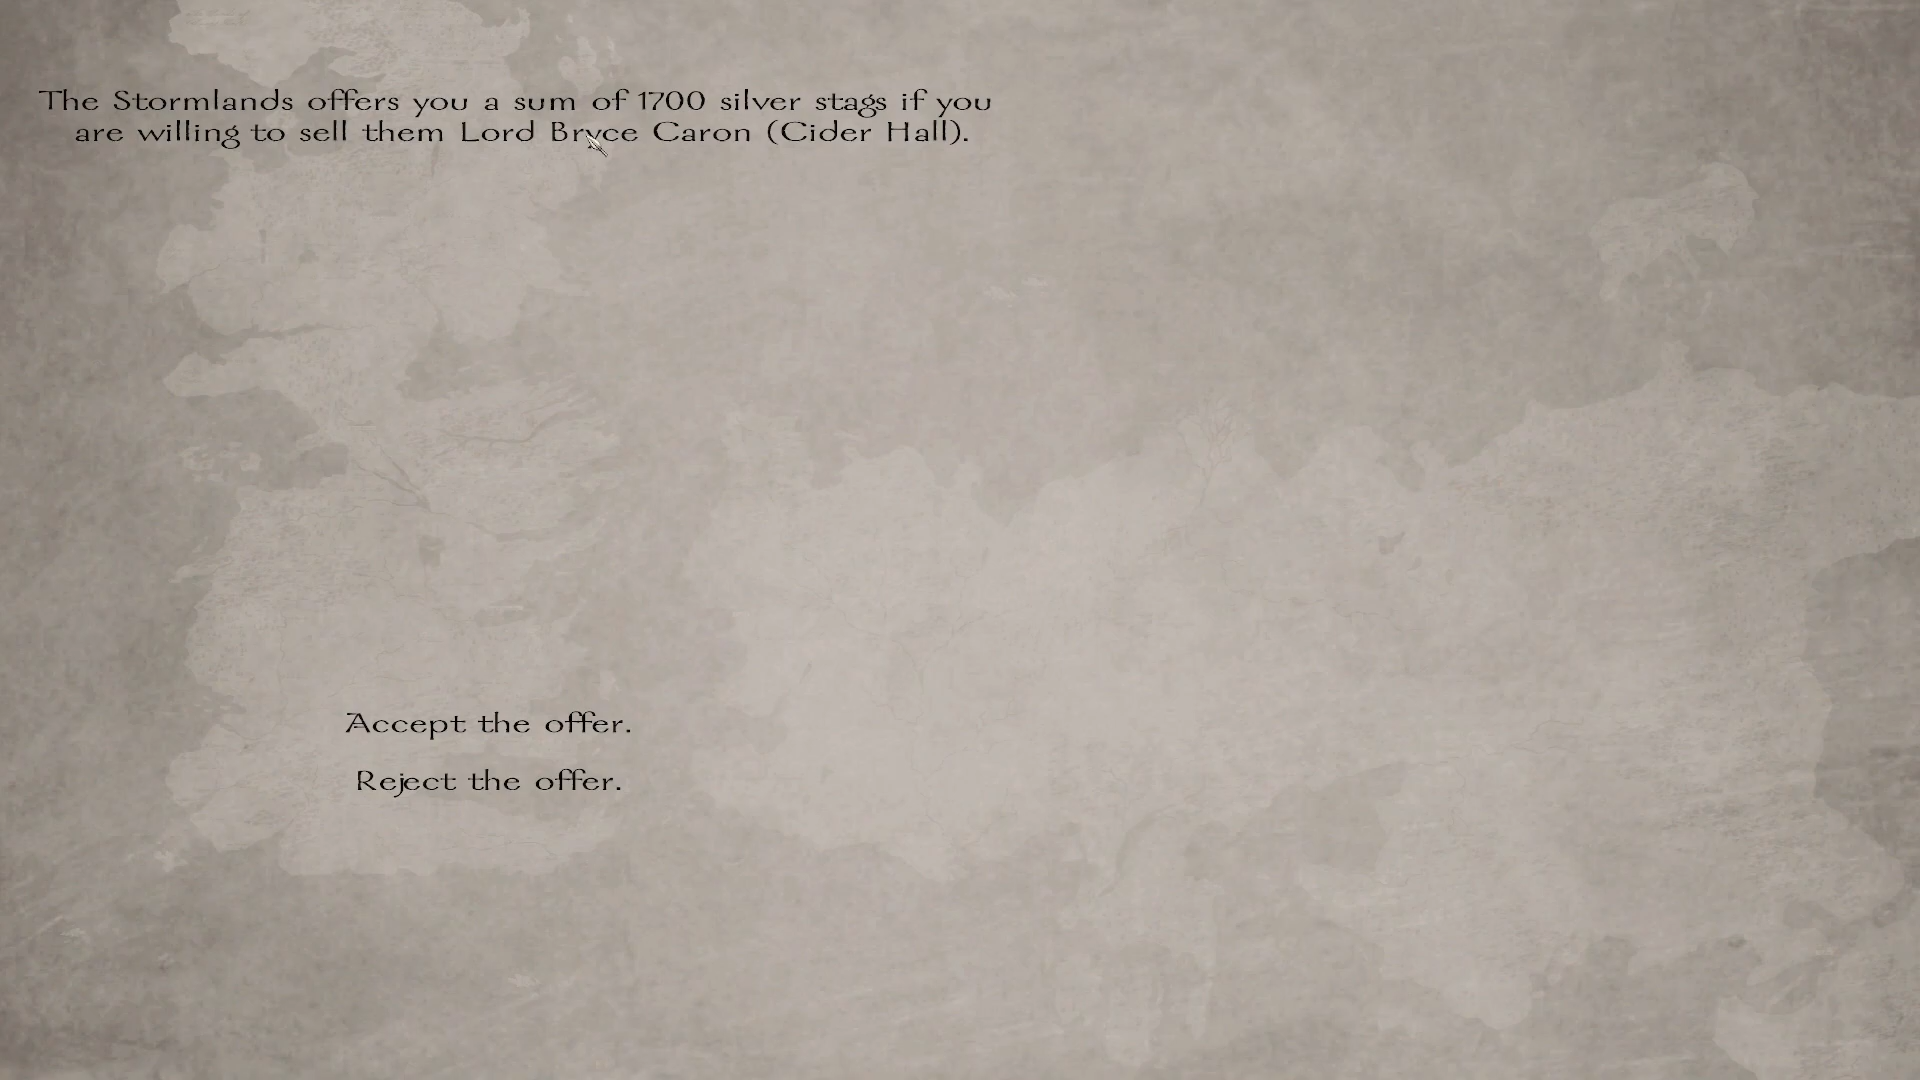 The Stormlands offers you a sum of 1700 silver stags if you
are willing to sell them Lord Bryce Caron (Cider Hall).
Accept the offer.
Reject the offer.